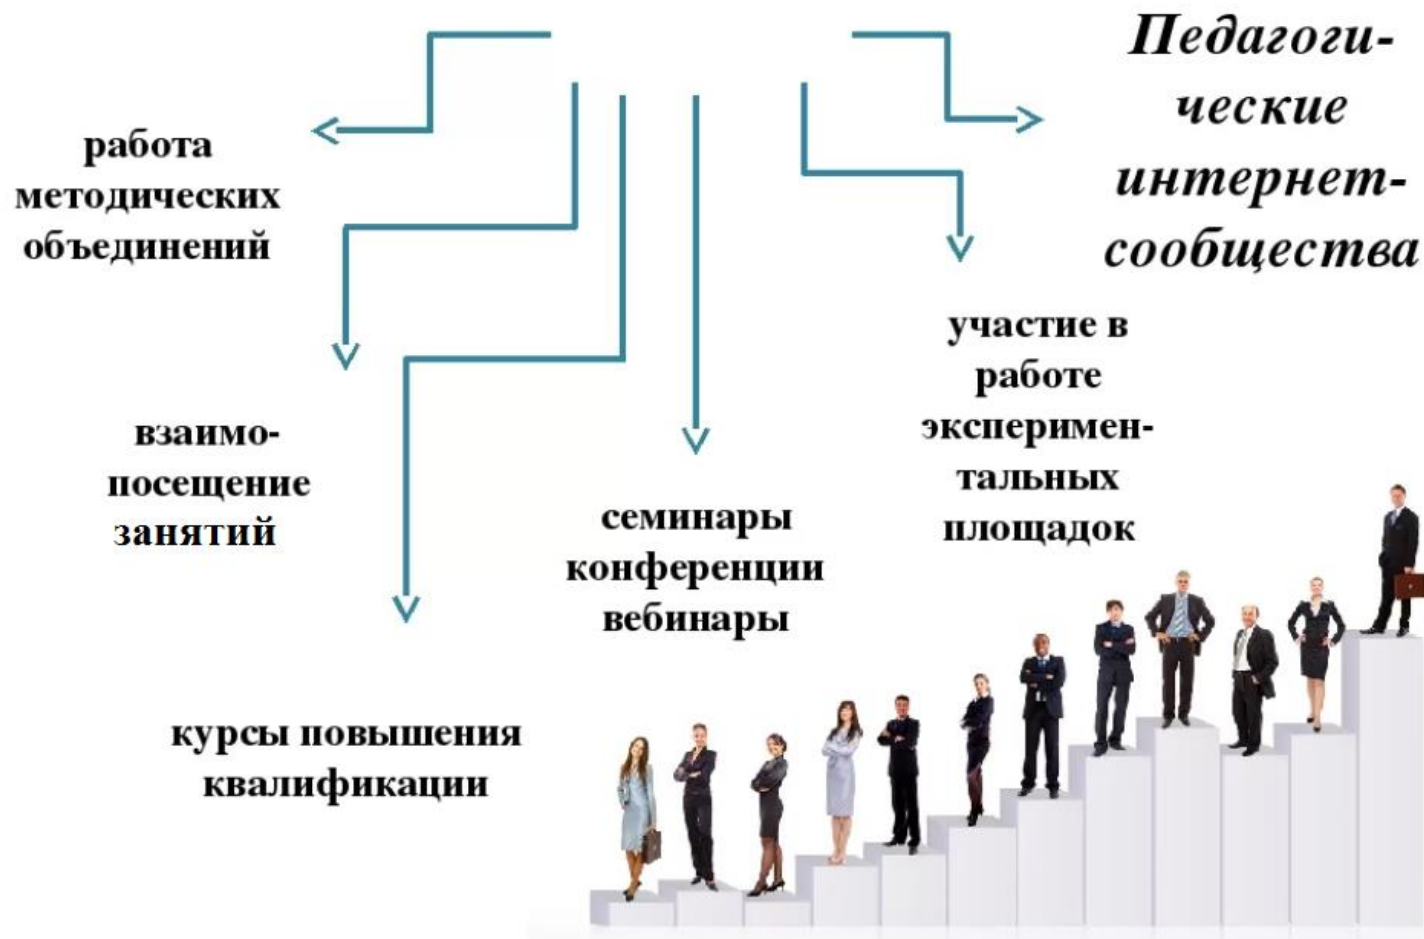 работа
методических
объединений
Педагоги-
ческие
интернет-
сообщества
взаимо-
посещение
занятий
участие в
работе
эксперимен-
тальных
площадок
семинары
конференции
вебинары
курсы повышения
квалификации